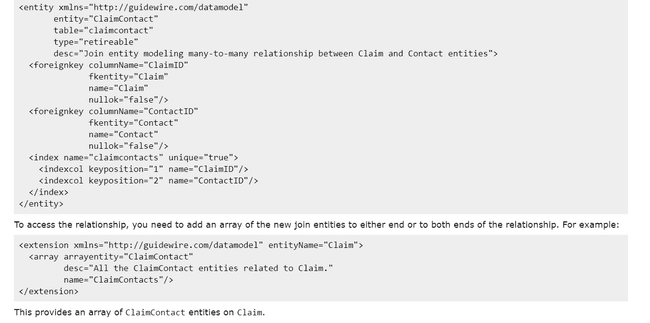 <entity xmlns="http://guidewire.com/datamodel"
entity="ClaimContact"
table="claimcontact"
type="retireable"
desc="Join entity modeling many-to-many relationship between Claim and Contact entities">
<foreignkey columnName="ClaimID"
fkentity="Claim"
name="Claim"
nullok="false"/>
<foreignkey columnName="ContactID"
fkentity="Contact"
name="Contact"
nullok="false"/>
<index name="claimcontacts" unique="true">
<indexcol keyposition="1" name="ClaimID"/>
<indexcol keyposition="2" name="ContactID"/>
</index>
</entity>
To access the relationship, you need to add an array of the new join entities to either end or to both ends of the relationship. For example:
<extension xmlns="http://guidewire.com/datamodel" entityName="Claim">
<array arrayentity="ClaimContact"
desc="All the ClaimContact entities related to Claim."
name="ClaimContacts"/>
</extension>
This provides an array of ClaimContact entities on Claim.